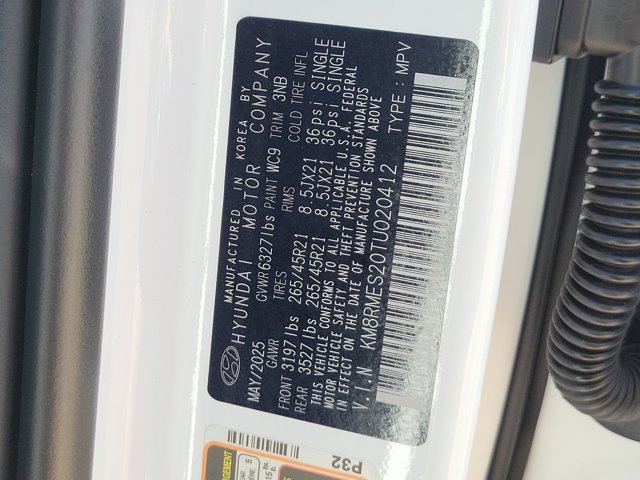 MANUFACTURED IN KOREA BY
HYUNDAI MOTOR COMPANY
MAY/2025 GVWR 6327lbs PAINT WC9 TRIM 3NB
GAWR TIRES RIMS COLD TIRE INFL
FRONT 3197lbs 265/45R21 8.5JX21 36psi SINGLE
REAR 3527lbs 265/45R21 8.5JX21 36psi SINGLE
THIS VEHICLE CONFORMS TO ALL APPLICABLE U.S.A. FEDERAL
MOTOR VEHICLE SAFETY AND THEFT PREVENTION STANDARDS
IN EFFECT ON THE DATE OF MANUFACTURE SHOWN ABOVE
V.I.N KM8RMES20TU020412 TYPE : MPV
P32